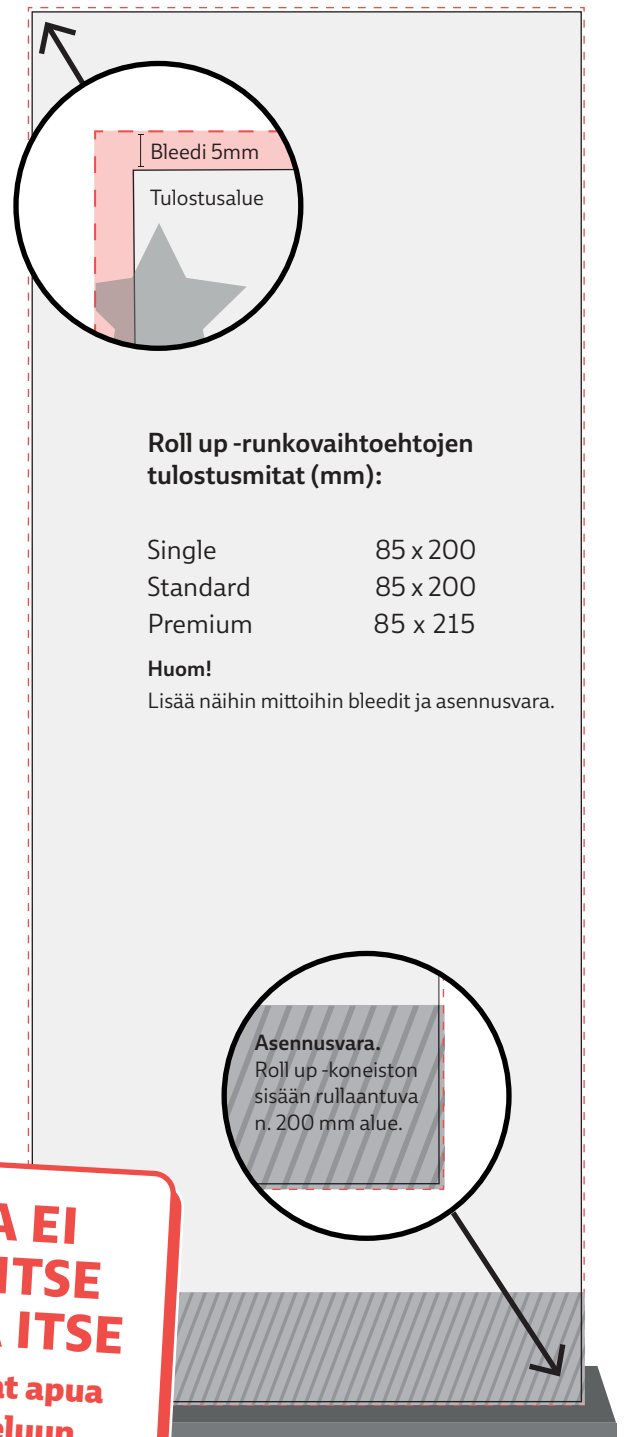 Bleedi 5mm
Tulostusalue
Roll up -runkovaihtoehtojen
tulostusmitat (mm):
Single 85 x 200
Standard 85 x 200
Premium 85 x 215
Huom!
Lisää näihin mittoihin bleedit ja asennusvara.
Asennusvara.
Roll up -koneiston
sisään rullaantuva
n. 200 mm alue.
EI
ITSE
ITSE
apua